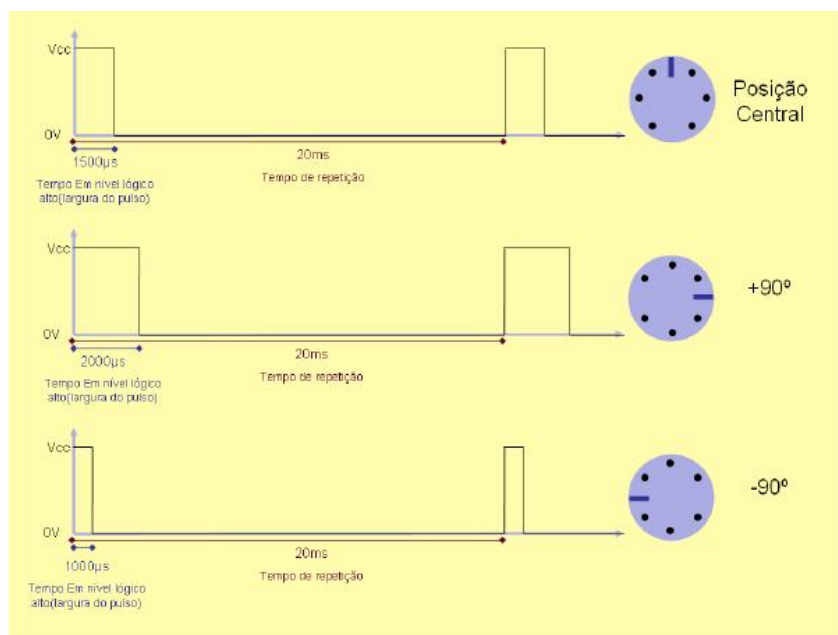 Vcc
0V
1500µs
Tempo Em nível lógico
alto(largura do pulso)
20ms
Tempo de repetição
Posição
Central
Vcc
0V
2000µs
Tempo Em nível lógico
alto(largura do pulso)
20ms
Tempo de repetição
+90º
Vcc
0V
1000µs
Tempo Em nível lógico
alto(largura do pulso)
20ms
Tempo de repetição
-90º